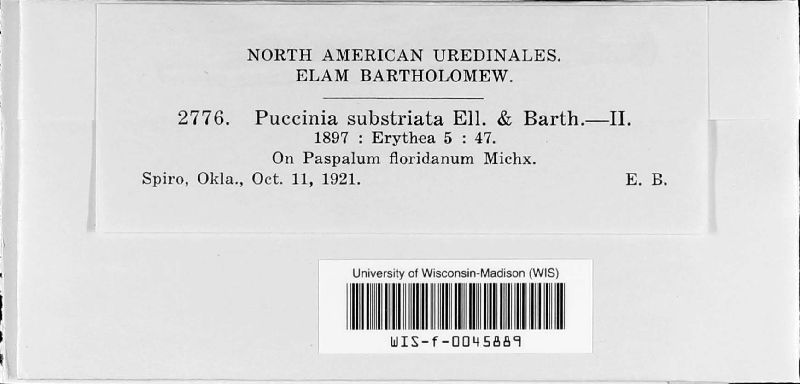 NORTH AMERICAN UREDINALES.
ELAM BARTHOLOMEW.
2776. Puccinia substriata Ell. & Barth.—II.
1897 : Erythea 5 : 47.
On Paspalum floridanum Michx.
Spiro, Okla., Oct. 11, 1921. E. B.
University of Wisconsin-Madison (WIS)
WIS-f-0045889